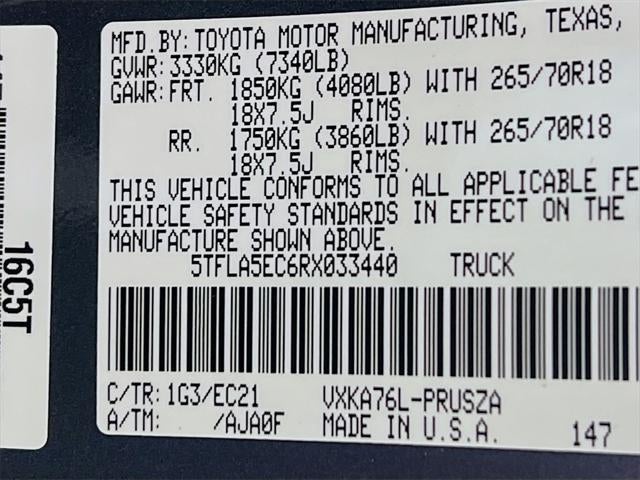 MFD.BY: TOYOTA MOTOR MANUFACTURING, TEXAS,
GVWR: 3330KG (7340LB)
GAWR: FRT. 1850KG (4080LB) WITH 265/70R18
18X7.5J RIMS.
RR. 1750KG (3860LB) WITH 265/70R18
18X7.5J RIMS.
THIS VEHICLE CONFORMS TO ALL APPLICABLE FE
VEHICLE SAFETY STANDARDS IN EFFECT ON THE
MANUFACTURE SHOWN ABOVE.
5TFLA5EC6RX033440 TRUCK
C/TR: 1G3/EC21 VXKA76L-PRUSZA
A/TM: /AJA0F MADE IN U.S.A. 147
16C5T